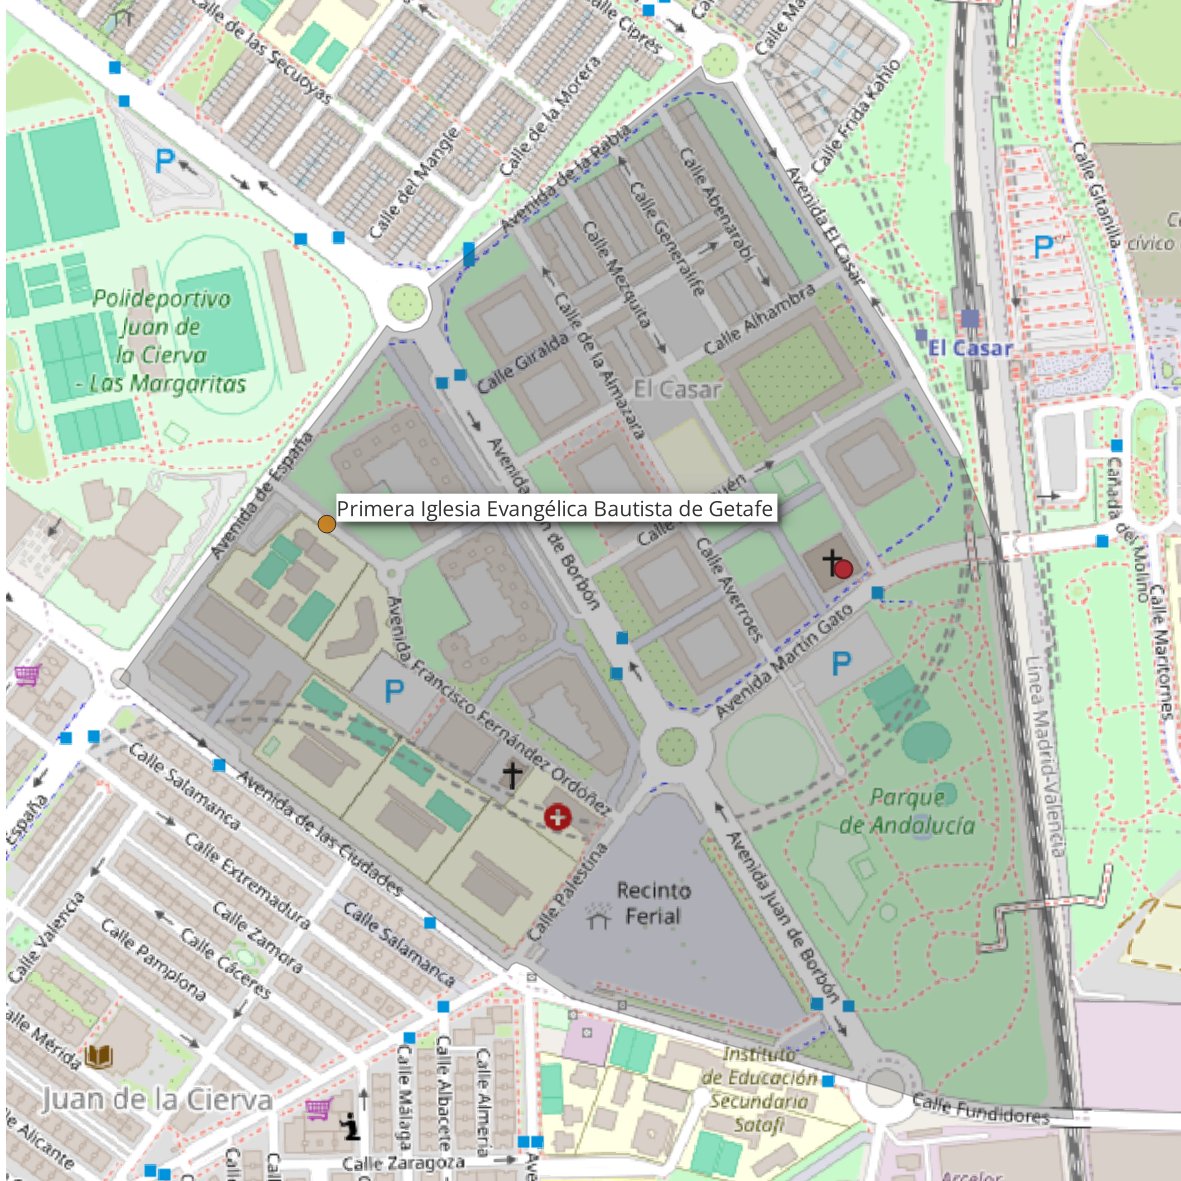 Calle de las Secuoyas
Calle Ciprés
Calle de la Morera
Calle del Mangle
Calle Frida Kahlo
P
Avenida de la Rabia
Calle Abenarabi
Calle Generalife
Calle Mezquita
Calle de la Almazara
Calle Giralda
Calle Alhambra
Avenida El Casar
Calle Gitanilla
cívico
P
Polideportivo
Juan de
la Cierva
- Las Margaritas
El Casar
El Casar
Avenida de España
Primera Iglesia Evangélica Bautista de Getafe
Calle Averroes
Avenida Martín Gato
Cañada del Molino
Calle Maritornes
Línea Madrid-Valencia
P
P
Avenida Francisco Fernández Ordóñez
Parque
de Andalucía
Calle Palestina
Recinto
Ferial
Avenida Juan de Borbón
Avenida de las Ciudades
Calle Salamanca
Calle Extremadura
Calle Zamora
Calle Salamanca
Calle Cáceres
Calle Pamplona
Calle Valencia
España
Calle Mérida
Juan de la Cierva
Alicante
Calle Málaga
Calle Albacete
Calle Almería
Calle Zaragoza
Instituto
de Educación
Secundaria
Satafi
Calle Fundidores
Arcelor